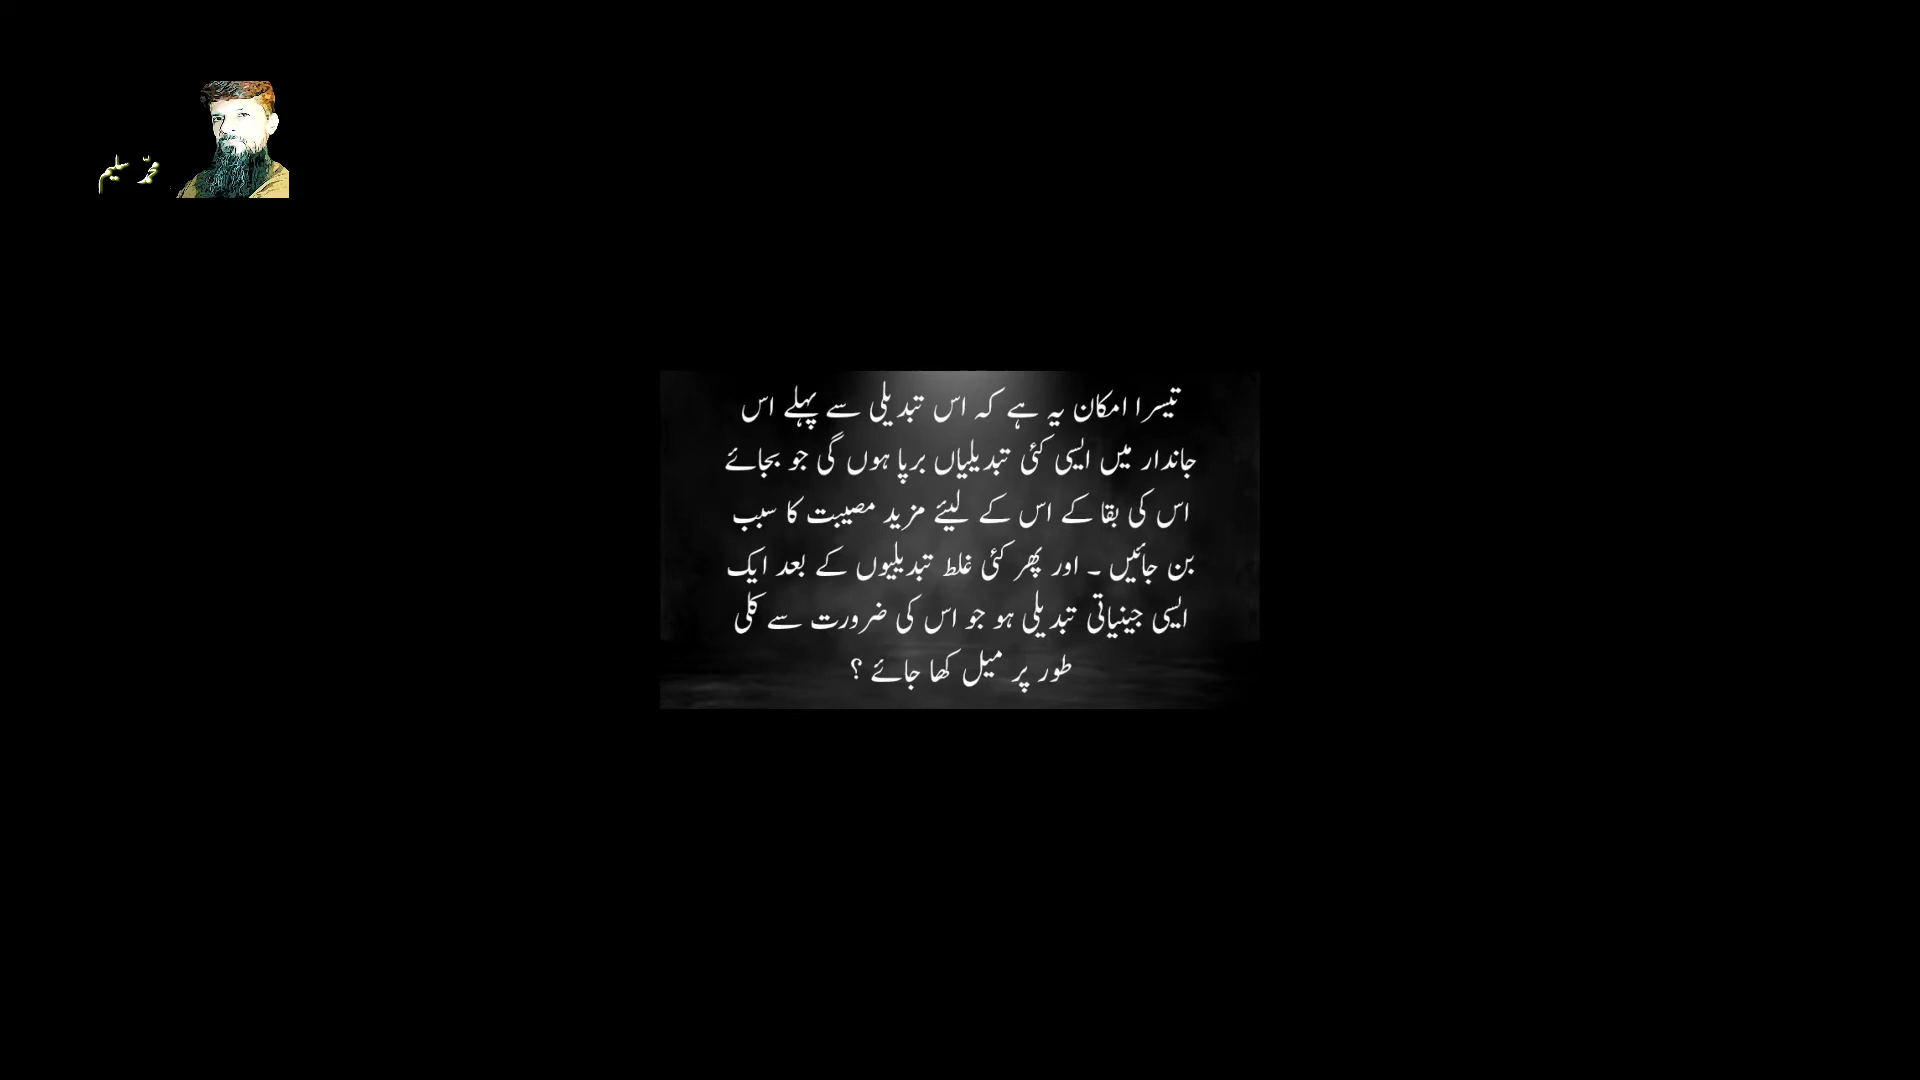 محمّد سلیم
تیسرا امکان یہ ہے کہ اس تبدیلی سے پہلے اس
جاندار میں ایسی کئی تبدیلیاں برپا ہوں گی جو بجائے
اس کی بقا کے اس کے لیئے مزید مصیبت کا سبب
بن جائیں ۔ اور پھر کئی غلط تبدیلیوں کے بعد ایک
ایسی جینیاتی تبدیلی ہو جو اس کی ضرورت سے کلی
طور پر میل کھا جائے ؟